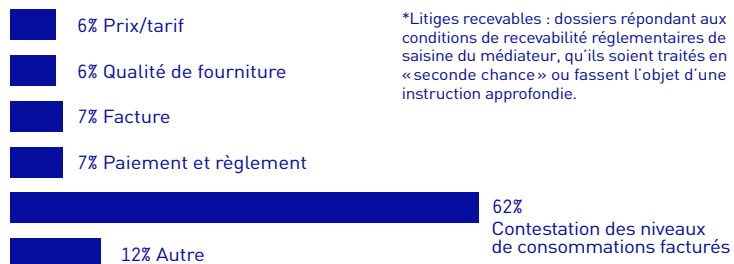 6% Prix/tarif
6% Qualité de fourniture
7% Facture
7% Paiement et règlement
62%
Contestation des niveaux
de consommations facturés
12% Autre
*Litiges recevables : dossiers répondant aux
conditions de recevabilité réglementaires de
saisine du médiateur, qu’ils soient traités en
« seconde chance » ou fassent l’objet d’une
instruction approfondie.